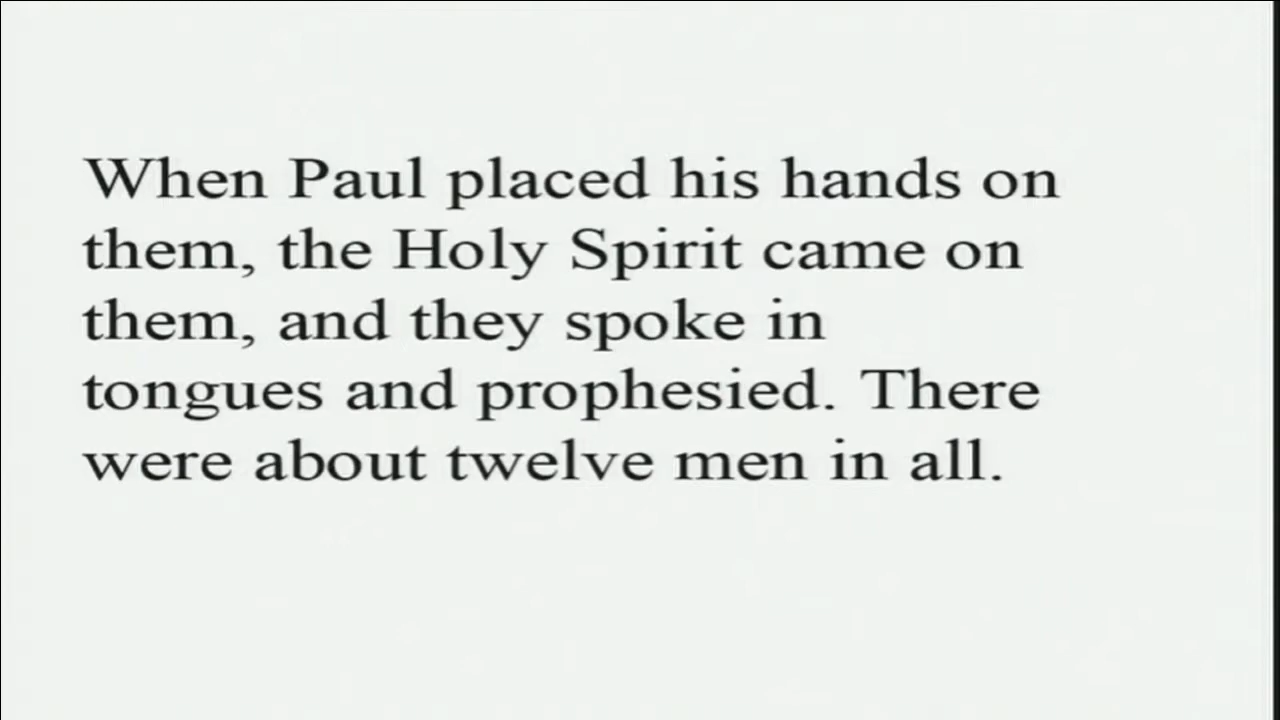 When Paul placed his hands on
them, the Holy Spirit came on
them, and they spoke in
tongues and prophesied. There
were about twelve men in all.